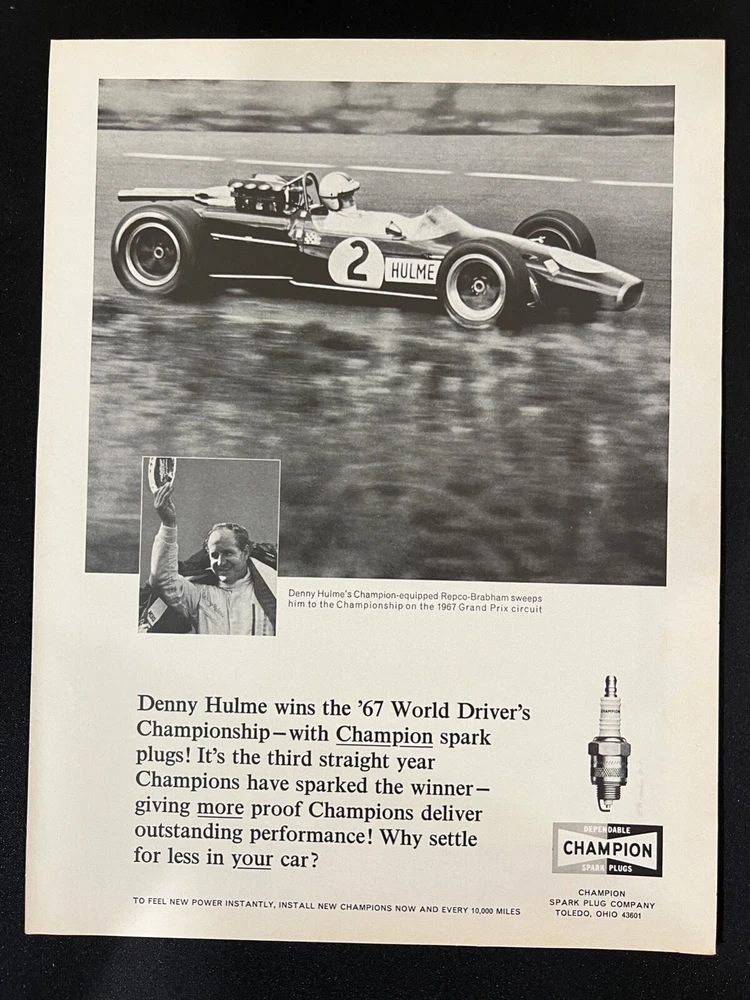 2 HULME
Denny Hulme's Champion-equipped Repco-Brabham sweeps
him to the Championship on the 1967 Grand Prix circuit
Denny Hulme wins the '67 World Driver's
Championship—with Champion spark
plugs! It's the third straight year
Champions have sparked the winner—
giving more proof Champions deliver
outstanding performance! Why settle
for less in your car?
TO FEEL NEW POWER INSTANTLY, INSTALL NEW CHAMPIONS NOW AND EVERY 10,000 MILES
CHAMPION
DEPENDABLE
CHAMPION
SPARK PLUGS
CHAMPION
SPARK PLUG COMPANY
TOLEDO, OHIO 43601